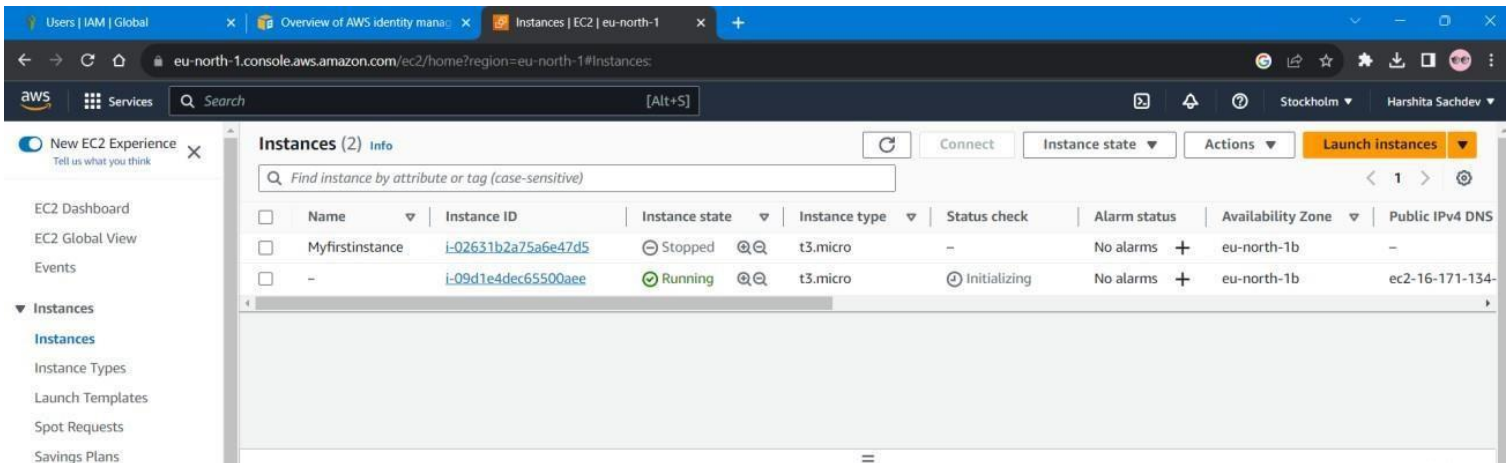 Users | IAM | Global
Overview of AWS identity manag
Instances | EC2 | eu-north-1
eu-north-1.console.aws.amazon.com/ec2/home?region=eu-north-1#Instances:
aws Services Search [Alt+S] Stockholm Harshita Sachdev
New EC2 Experience
Tell us what you think
EC2 Dashboard
EC2 Global View
Events
Instances
Instances
Instance Types
Launch Templates
Spot Requests
Savings Plans
Instances (2) Info Connect Instance state Actions Launch instances
Find instance by attribute or tag (case-sensitive) 1
Name Instance ID Instance state Instance type Status check Alarm status Availability Zone Public IPv4 DNS
Myfirstinstance i-02631b2a75a6e47d5 Stopped t3.micro – No alarms + eu-north-1b –
– i-09d1e4dec65500aee Running t3.micro Initializing No alarms + eu-north-1b ec2-16-171-134-